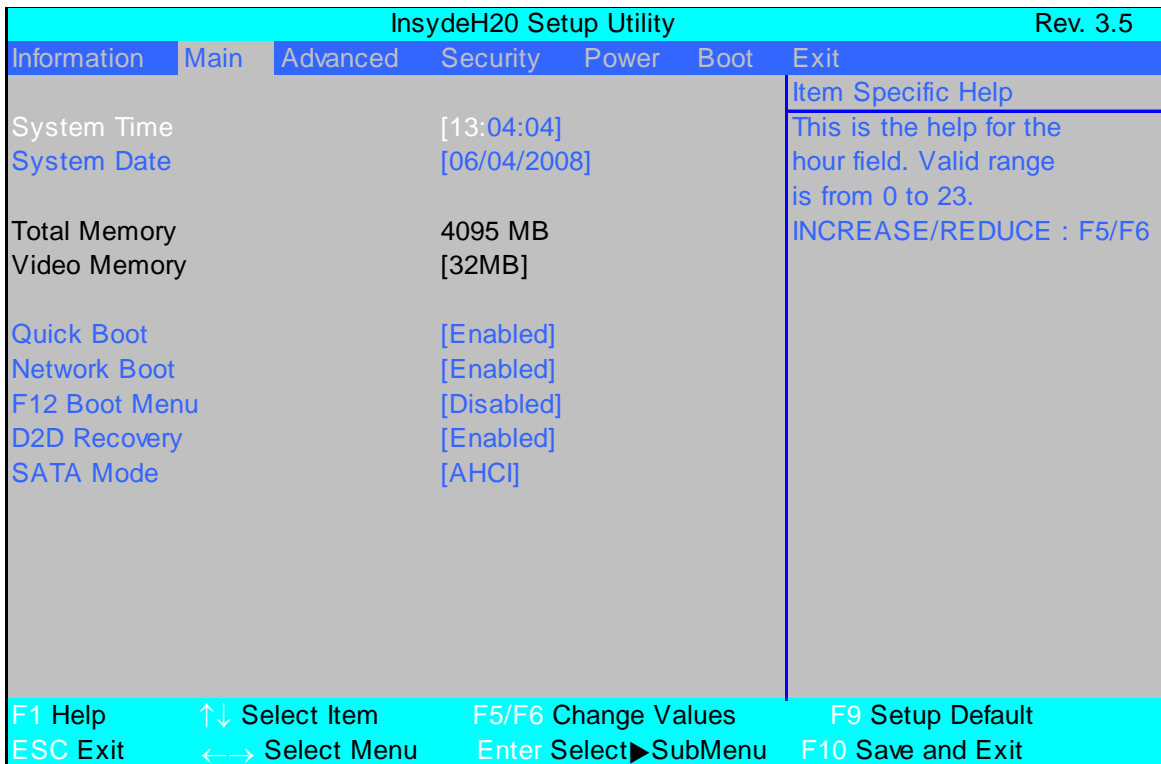 InsydeH20 Setup Utility Rev. 3.5
Information Main Advanced Security Power Boot Exit
Item Specific Help
System Time [13:04:04] This is the help for the
System Date [06/04/2008] hour field. Valid range
is from 0 to 23.
Total Memory 4095 MB INCREASE/REDUCE : F5/F6
Video Memory [32MB]
Quick Boot [Enabled]
Network Boot [Enabled]
F12 Boot Menu [Disabled]
D2D Recovery [Enabled]
SATA Mode [AHCI]
F1 Help ↑↓ Select Item F5/F6 Change Values F9 Setup Default
ESC Exit ←→ Select Menu Enter Select▶SubMenu F10 Save and Exit